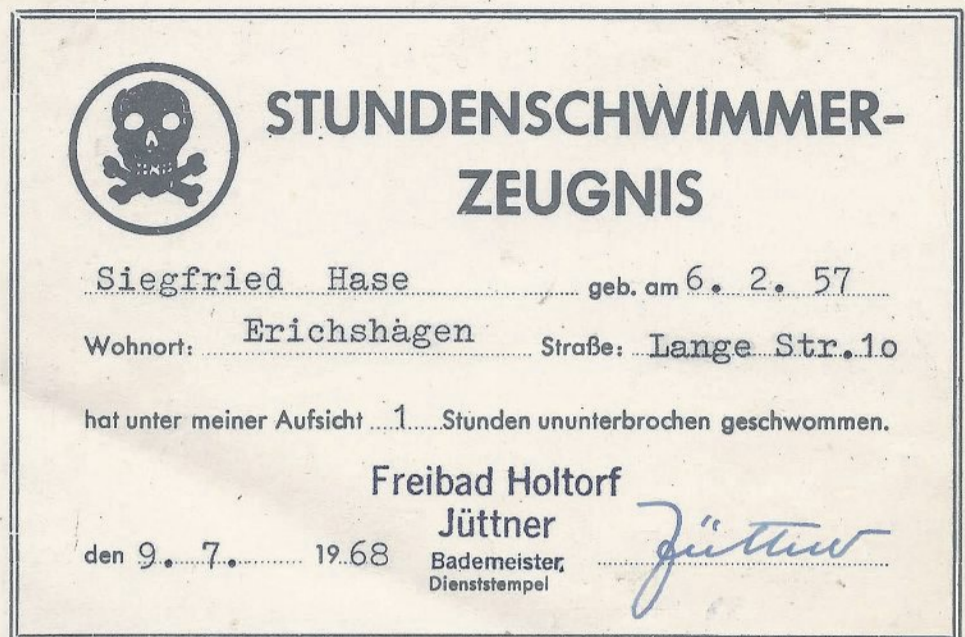 STUNDENSCHWIMMER-
ZEUGNIS
Siegfried Hase geb. am 6. 2. 57
Wohnort: Erichshagen Straße: Lange Str.1o
hat unter meiner Aufsicht 1 Stunden ununterbrochen geschwommen.
Freibad Holtorf
Jüttner
den 9. 7. 1968 Bademeister, Jüttner
Dienststempel